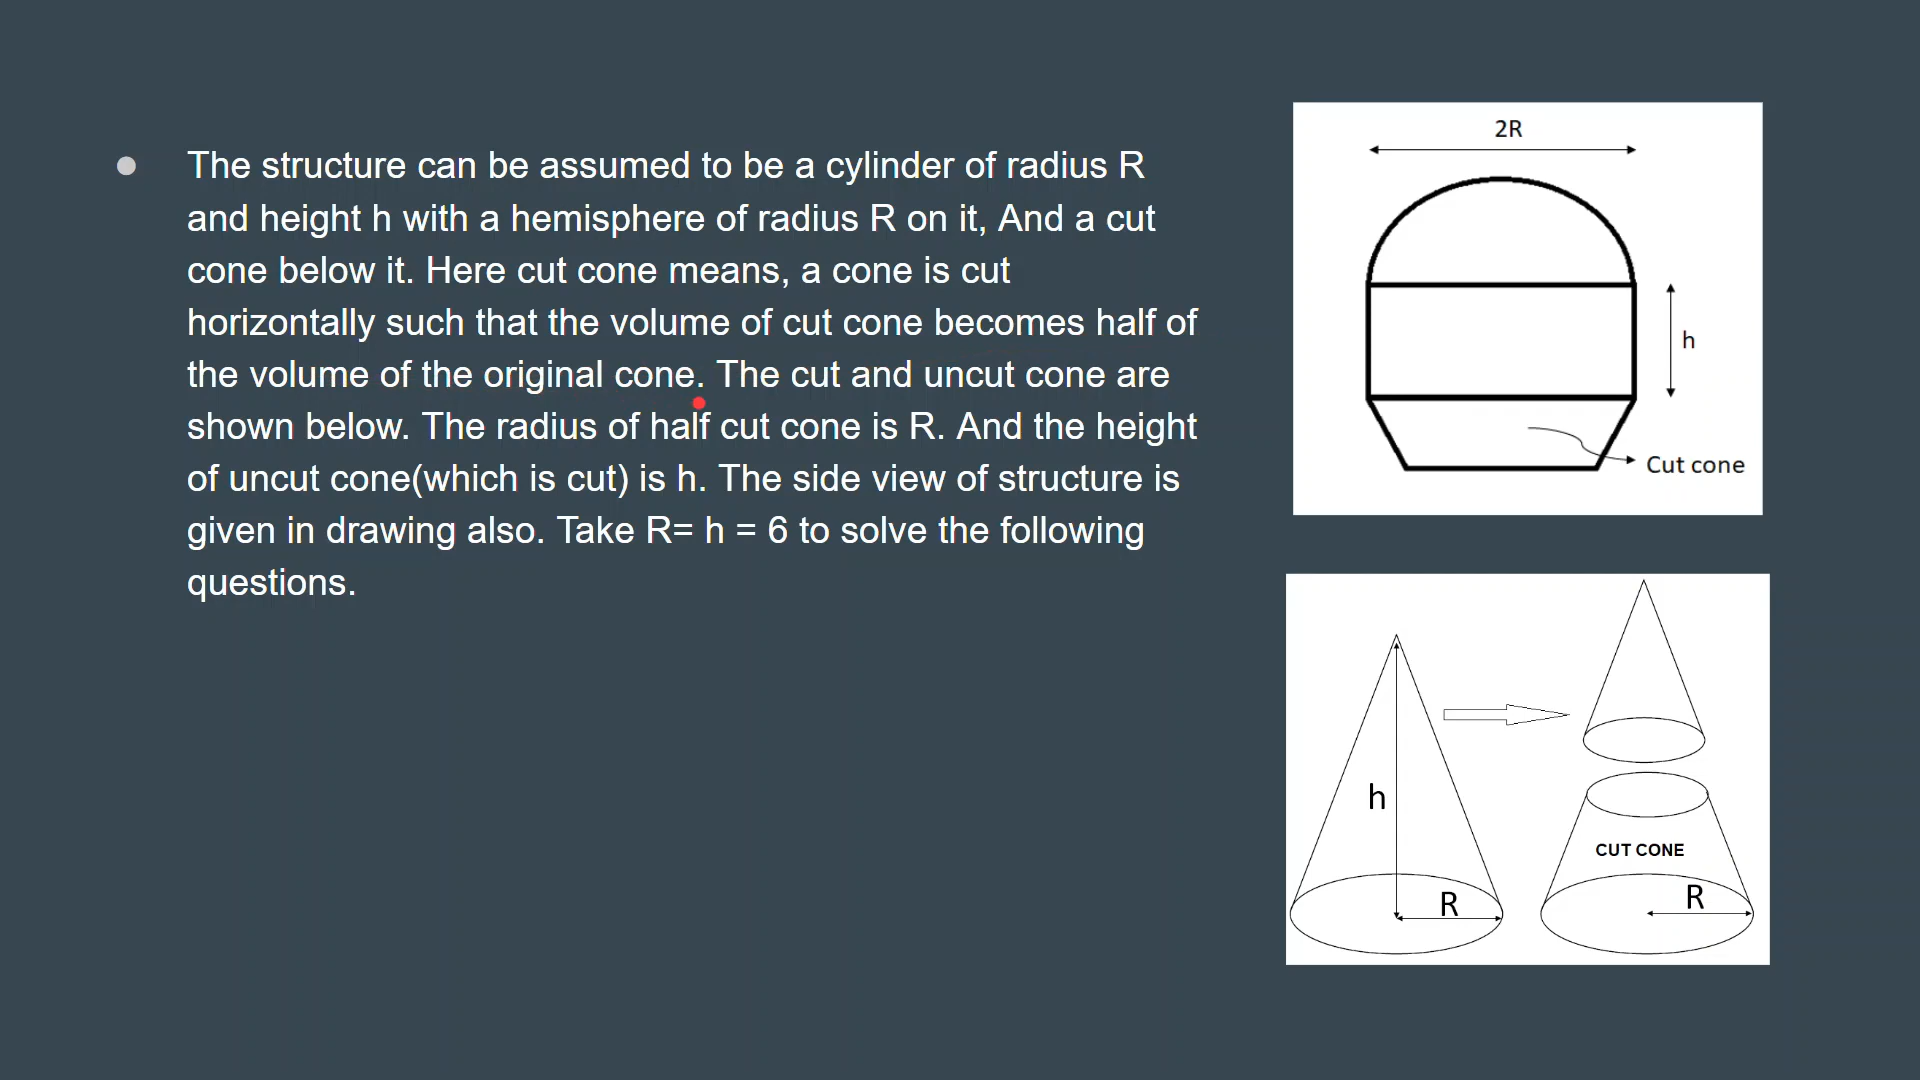 The structure can be assumed to be a cylinder of radius R
and height h with a hemisphere of radius R on it, And a cut
cone below it. Here cut cone means, a cone is cut
horizontally such that the volume of cut cone becomes half of
the volume of the original cone. The cut and uncut cone are
shown below. The radius of half cut cone is R. And the height
of uncut cone(which is cut) is h. The side view of structure is
given in drawing also. Take R= h = 6 to solve the following
questions.
2R
h
Cut cone
h
R
CUT CONE
R